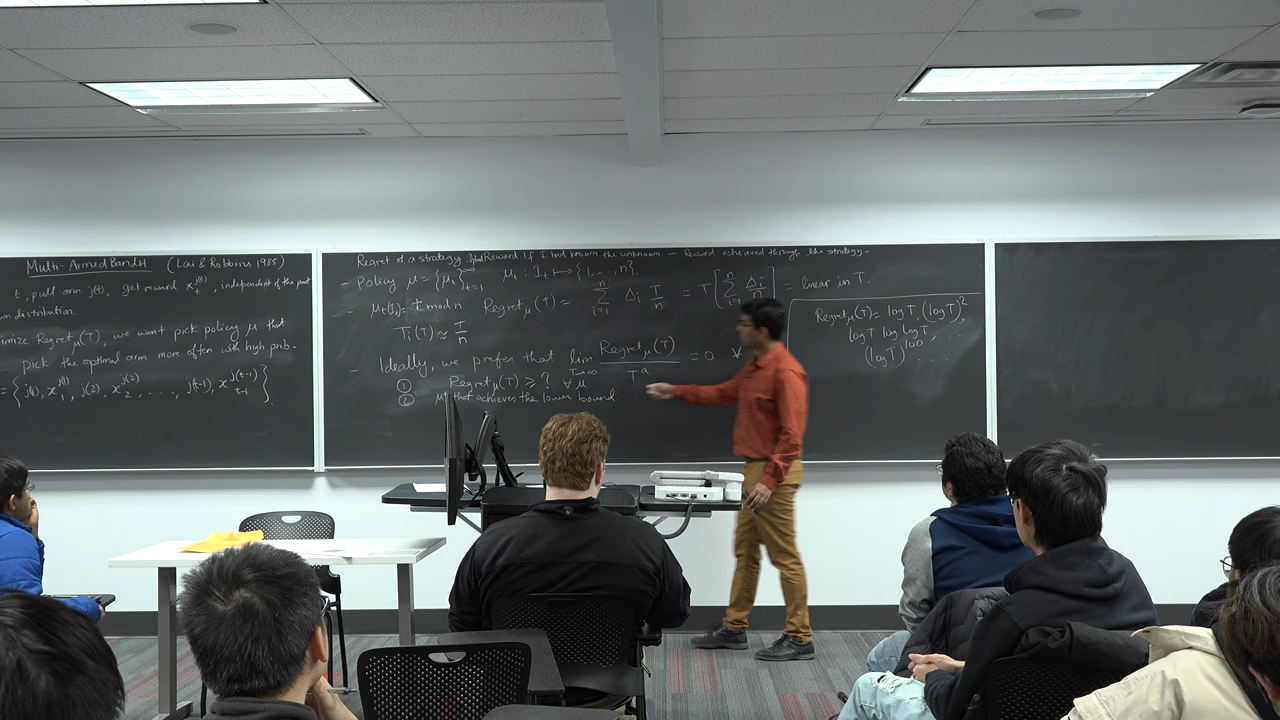 Multi-Armed Bandit (Lai & Robbins 1985)
t, pull arm j(t), get reward x_t^{j(t)}, independent of the past
distribution.
imize Regret_μ(T), we want pick policy μ that
pick the optimal arm more often with high prob.
= {j(1), x_1^{j(1)}, j(2), x_2^{j(2)}, ..., j(t-1), x_{t-1}^{j(t-1)}}
Regret of a strategy Reward if I had known the unknown - Reward achieved through the strategy.
- Policy μ = {μ_t}_{t=1}^∞ μ_t : I_t ↦ {1, ..., n}.
- μ(t) = t mod n Regret_μ(T) = Σ_{i=1}^n Δ_i T/n = T[Σ_{i=1}^n Δ_i/n] = linear in T.
T_i(T) ≈ T/n
- Ideally, we prefer that lim_{T→∞} Regret_μ(T)/T^a = 0
① Regret_μ(T) ≥ ? ∀μ
② μ that achieves the lower bound.
Regret_μ(T) = log T, (log T)^2,
log T log log T, ...
(log T)^100 ...